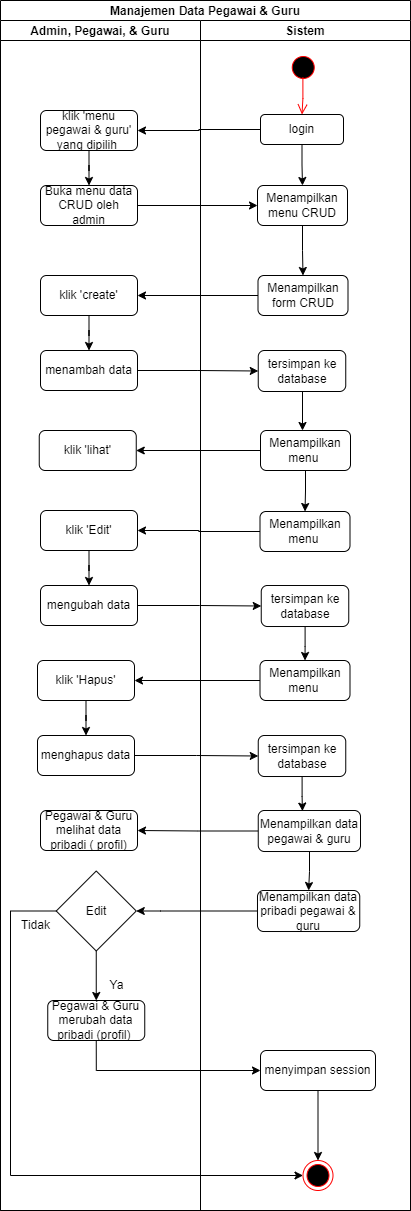 Manajemen Data Pegawai & Guru
Admin, Pegawai, & Guru
Sistem
login
klik 'menu
pegawai & guru'
yang dipilih
Buka menu data
CRUD oleh
admin
Menampilkan
menu CRUD
Menampilkan
form CRUD
klik 'create'
menambah data
tersimpan ke
database
Menampilkan
menu
klik 'lihat'
Menampilkan
menu
klik 'Edit'
mengubah data
tersimpan ke
database
Menampilkan
menu
klik 'Hapus'
menghapus data
tersimpan ke
database
Menampilkan data
pegawai & guru
Pegawai & Guru
melihat data
pribadi ( profil)
Menampilkan data
pribadi pegawai &
guru
Edit
Tidak
Ya
Pegawai & Guru
merubah data
pribadi (profil)
menyimpan session